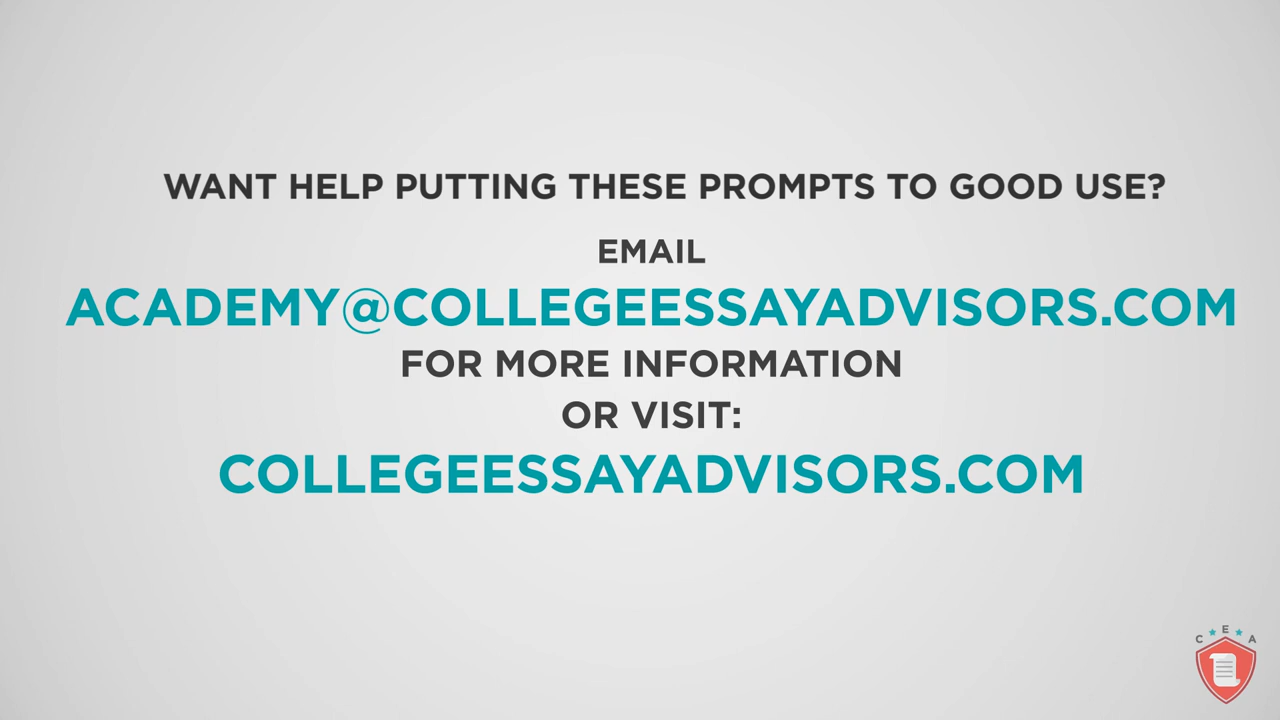 WANT HELP PUTTING THESE PROMPTS TO GOOD USE?
EMAIL
ACADEMY@COLLEGEESSAYADVISORS.COM
FOR MORE INFORMATION
OR VISIT:
COLLEGEESSAYADVISORS.COM
C E A